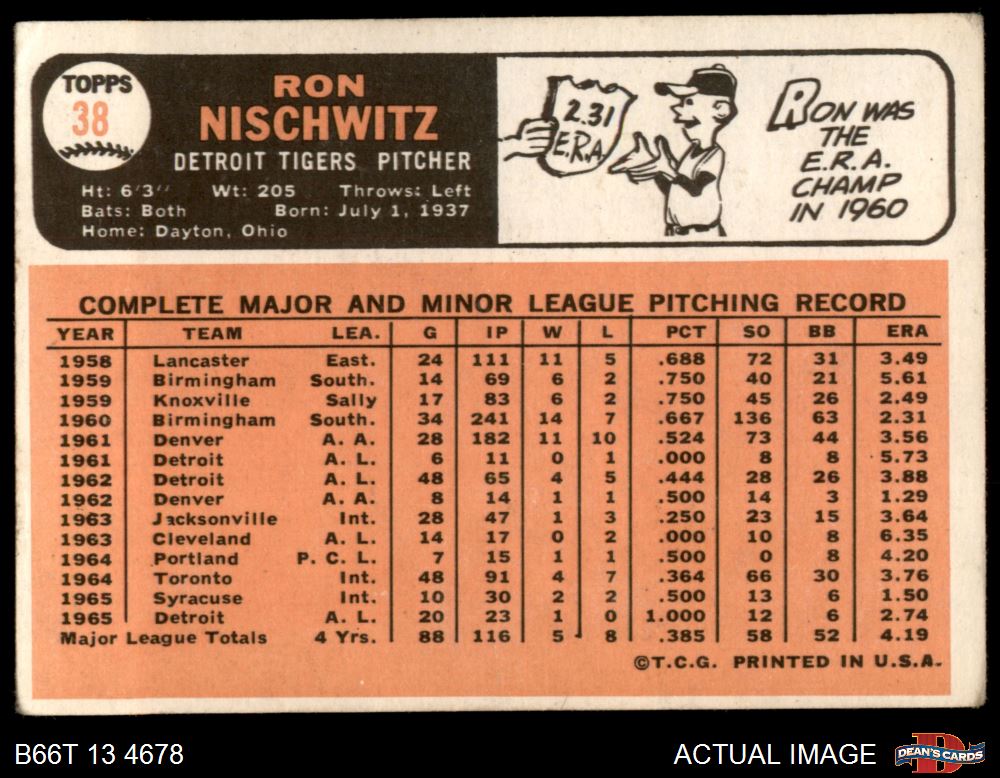 TOPPS
38
RON
NISCHWITZ
DETROIT TIGERS PITCHER
Ht: 6'3" Wt: 205 Throws: Left
Bats: Both Born: July 1, 1937
Home: Dayton, Ohio
2.31
E.R.A.
RON WAS
THE
E.R.A.
CHAMP
IN 1960
COMPLETE MAJOR AND MINOR LEAGUE PITCHING RECORD
YEAR TEAM LEA. G IP W L PCT SO BB ERA
1958 Lancaster East. 24 111 11 5 .688 72 31 3.49
1959 Birmingham South. 14 69 6 2 .750 40 21 5.61
1959 Knoxville Sally 17 83 6 2 .750 45 26 2.49
1960 Birmingham South. 34 241 14 7 .667 136 63 2.31
1961 Denver A. A. 28 182 11 10 .524 73 44 3.56
1961 Detroit A. L. 6 11 0 1 .000 8 8 5.73
1962 Detroit A. L. 48 65 4 5 .444 28 26 3.88
1962 Denver A. A. 8 14 1 1 .500 14 3 1.29
1963 Jacksonville Int. 28 47 1 3 .250 23 15 3.64
1963 Cleveland A. L. 14 17 0 2 .000 10 8 6.35
1964 Portland P. C. L. 7 15 1 1 .500 0 8 4.20
1964 Toronto Int. 48 91 4 7 .364 66 30 3.76
1965 Syracuse Int. 10 30 2 2 .500 13 6 1.50
1965 Detroit A. L. 20 23 1 0 1.000 12 6 2.74
Major League Totals 4 Yrs. 88 116 5 8 .385 58 52 4.19
©T.C.G. PRINTED IN U.S.A.
B66T 13 4678 ACTUAL IMAGE
DEAN'S CARDS